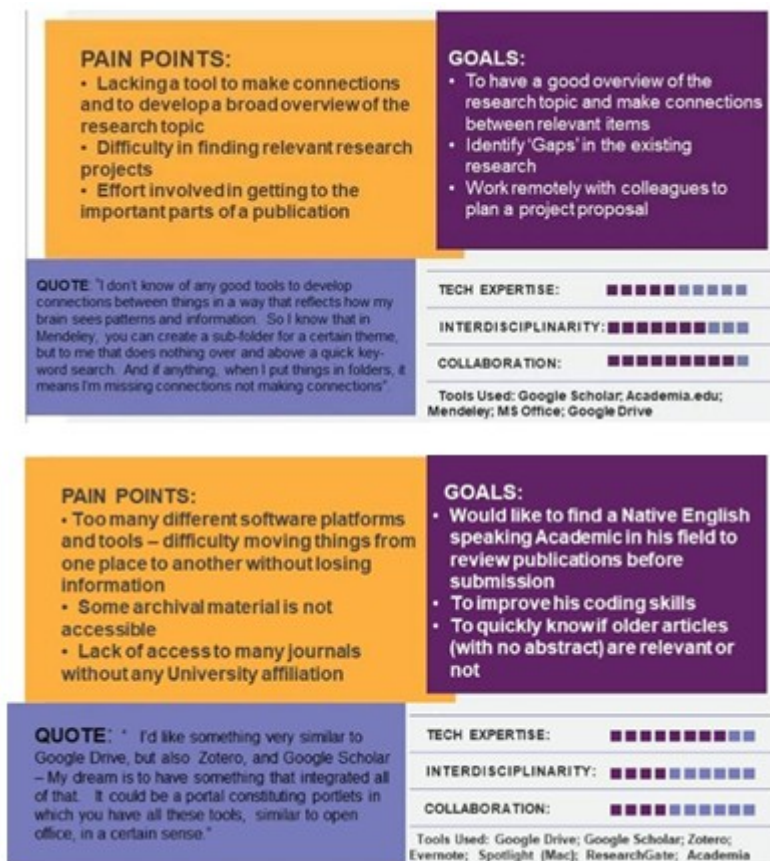 PAIN POINTS:
• Lacking a tool to make connections
and to develop a broad overview of the
research topic
• Difficulty in finding relevant research
projects
• Effort involved in getting to the
important parts of a publication
GOALS:
• To have a good overview of the
research topic and make connections
between relevant items
• Identify 'Gaps' in the existing
research
• Work remotely with colleagues to
plan a project proposal
QUOTE: "I don't know of any good tools to develop
connections between things in a way that reflects how my
brain sees patterns and information. So I know that in
Mendeley, you can create a sub-folder for a certain theme,
but to me that does nothing over and above a quick key-
word search. And if anything, when I put things in folders, it
means I'm missing connections not making connections"
TECH EXPERTISE:
INTERDISCIPLINARITY:
COLLABORATION:
Tools Used: Google Scholar; Academia.edu;
Mendeley; MS Office; Google Drive
PAIN POINTS:
• Too many different software platforms
and tools – difficulty moving things from
one place to another without losing
information
• Some archival material is not
accessible
• Lack of access to many journals
without any University affiliation
GOALS:
• Would like to find a Native English
speaking Academic in his field to
review publications before
submission
• To improve his coding skills
• To quickly know if older articles
(with no abstract) are relevant or
not
QUOTE: " I'd like something very similar to
Google Drive, but also Zotero, and Google Scholar
– My dream is to have something that integrated all
of that. It could be a portal constituting portlets in
which you have all these tools, similar to open
office, in a certain sense."
TECH EXPERTISE:
INTERDISCIPLINARITY:
COLLABORATION:
Tools Used: Google Drive; Google Scholar; Zotero;
Evernote; Spotlight (Mac); ResearchGate; Academia